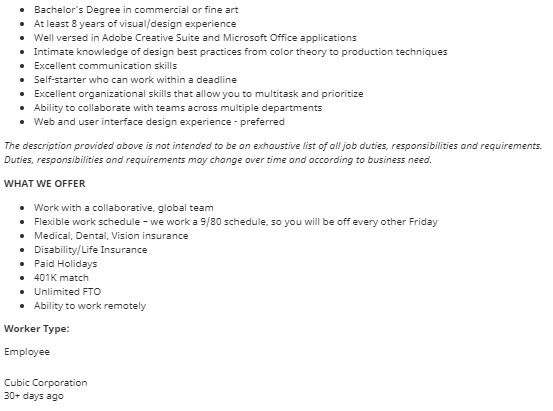 • Bachelor's Degree in commercial or fine art
• At least 8 years of visual/design experience
• Well versed in Adobe Creative Suite and Microsoft Office applications
• Intimate knowledge of design best practices from color theory to production techniques
• Excellent communication skills
• Self-starter who can work within a deadline
• Excellent organizational skills that allow you to multitask and prioritize
• Ability to collaborate with teams across multiple departments
• Web and user interface design experience - preferred
The description provided above is not intended to be an exhaustive list of all job duties, responsibilities and requirements.
Duties, responsibilities and requirements may change over time and according to business need.
WHAT WE OFFER
• Work with a collaborative, global team
• Flexible work schedule – we work a 9/80 schedule, so you will be off every other Friday
• Medical, Dental, Vision insurance
• Disability/Life Insurance
• Paid Holidays
• 401K match
• Unlimited FTO
• Ability to work remotely
Worker Type:
Employee
Cubic Corporation
30+ days ago